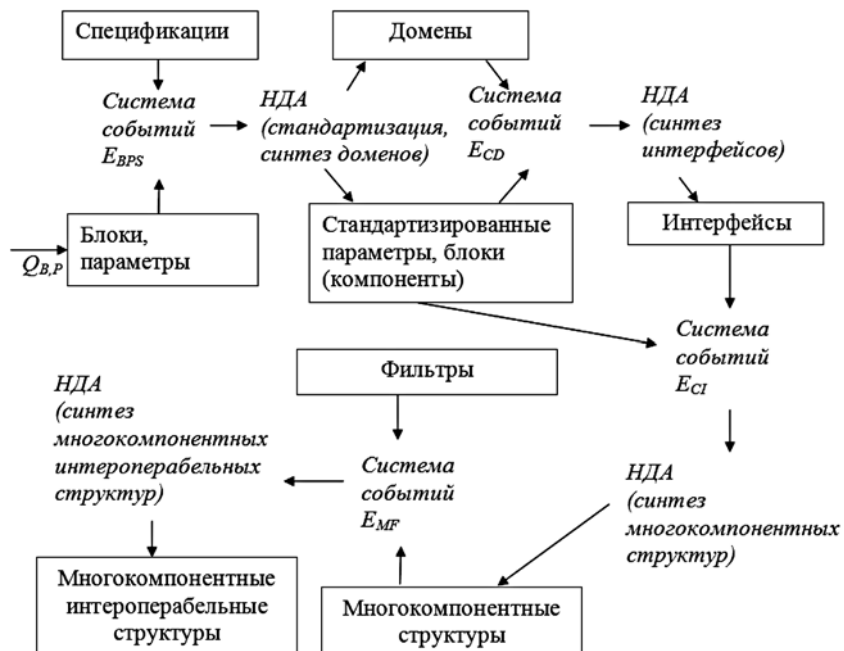 Спецификации
Домены
Система
событий
E_BPS
НДА
(стандартизация,
синтез доменов)
Система
событий
E_CD
НДА
(синтез
интерфейсов)
Q_B,P
Блоки,
параметры
Стандартизированные
параметры, блоки
(компоненты)
Интерфейсы
Система
событий
E_CI
Фильтры
НДА
(синтез
многокомпонентных
интероперабельных
структур)
Система
событий
E_MF
НДА
(синтез
многокомпонентных
структур)
Многокомпонентные
интероперабельные
структуры
Многокомпонентные
структуры